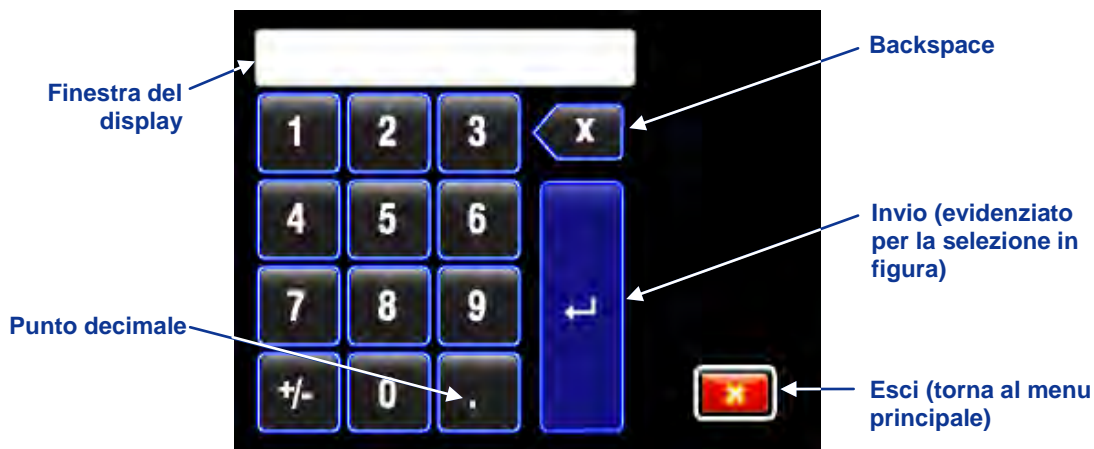 Backspace
Finestra del
display
1 2 3 X
4 5 6
Invio (evidenziato
per la selezione in
figura)
7 8 9
Punto decimale
+/- 0 .
Esci (torna al menu
principale)